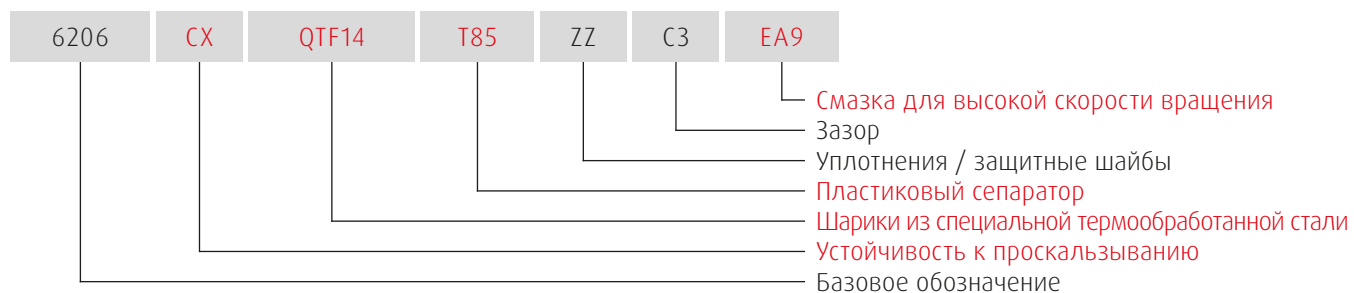 6206 CX QTF14 T85 ZZ C3 EA9
Смазка для высокой скорости вращения
Зазор
Уплотнения / защитные шайбы
Пластиковый сепаратор
Шарики из специальной термообработанной стали
Устойчивость к проскальзыванию
Базовое обозначение